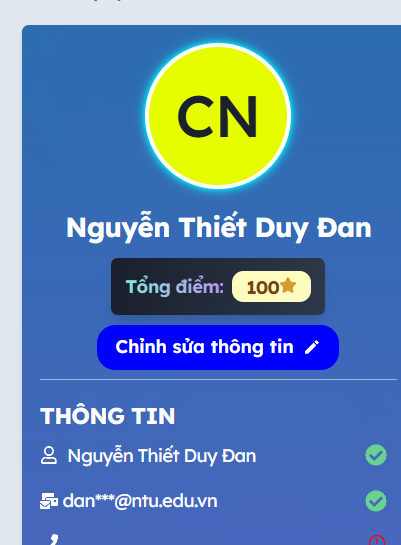 CN
Nguyễn Thiết Duy Đan
Tổng điểm: 100
Chỉnh sửa thông tin
THÔNG TIN
Nguyễn Thiết Duy Đan
dan***@ntu.edu.vn